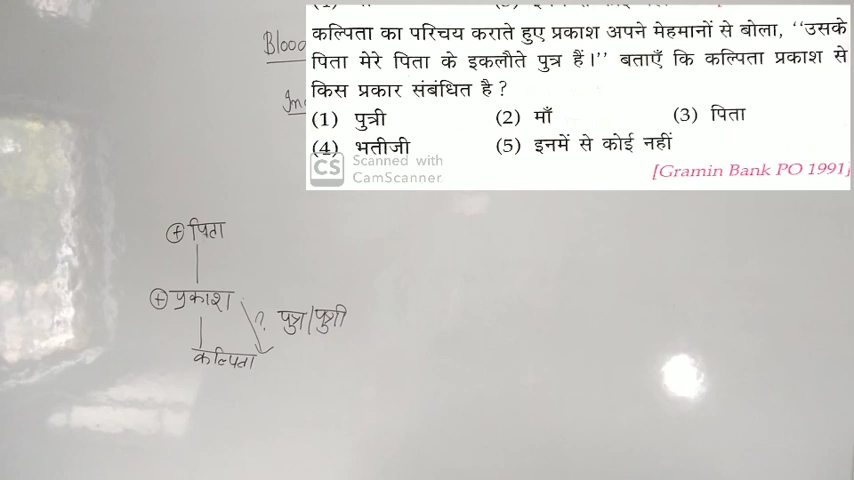 Blood
कल्पिता का परिचय कराते हुए प्रकाश अपने मेहमानों से बोला, ‘‘उसके
पिता मेरे पिता के इकलौते पुत्र हैं।’’ बताएँ कि कल्पिता प्रकाश से
किस प्रकार संबंधित है ?
(1) पुत्री (2) माँ (3) पिता
(4) भतीजी (5) इनमें से कोई नहीं
CS Scanned with
CamScanner
[Gramin Bank PO 1991]
+ पिता
+ प्रकाश
? पुत्र/पुत्री
कल्पिता